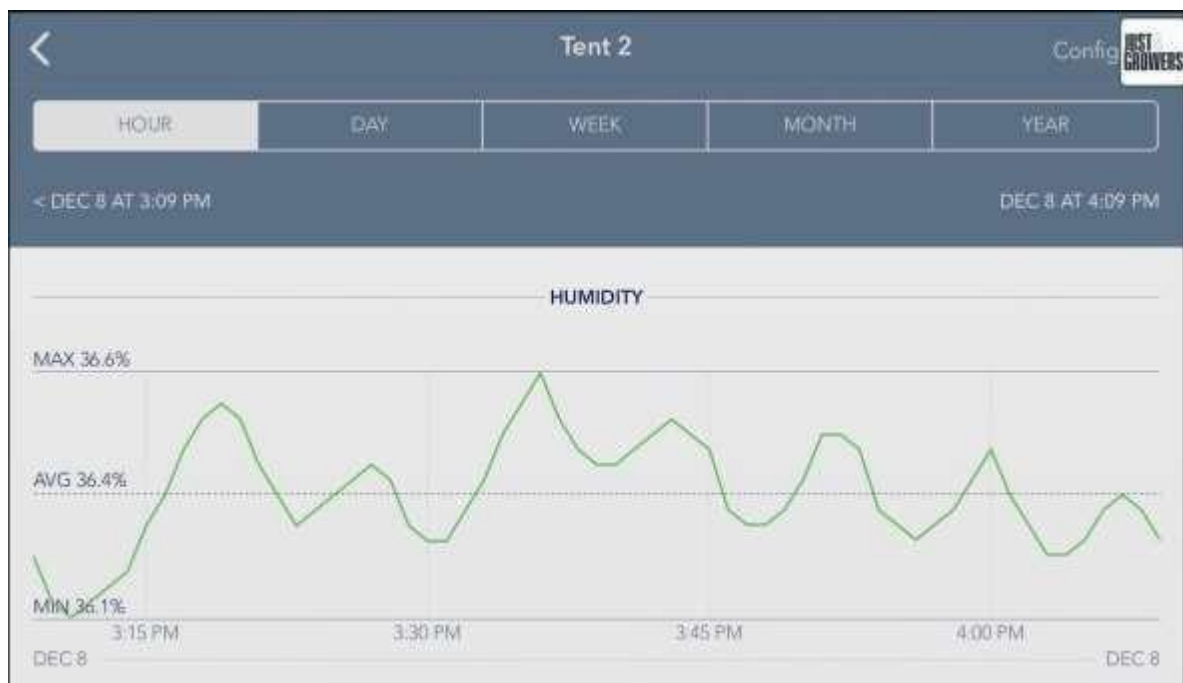 Tent 2
Config
JUST
GROWERS
HOUR DAY WEEK MONTH YEAR
< DEC 8 AT 3:09 PM DEC 8 AT 4:09 PM
HUMIDITY
MAX 36.6%
AVG 36.4%
MIN 36.1%
3:15 PM 3:30 PM 3:45 PM 4:00 PM
DEC 8 DEC 8